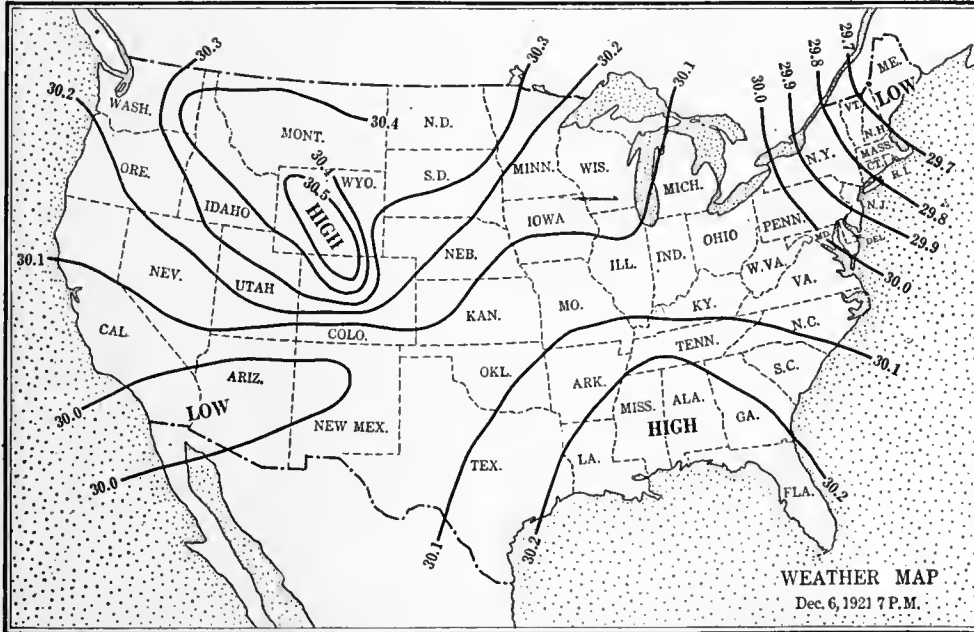 30.3
30.3
30.2
30.1
29.8
29.7
ME.
LOW
30.0
29.9
30.2
WASH.
MONT.
30.4
N.D.
VT.
N.H.
MASS.
CT.
R.I.
29.7
ORE.
30.4
30.5
WYO.
S.D.
MINN.
WIS.
MICH.
N.Y.
IDAHO
HIGH
IOWA
N.J.
29.8
PENN.
OHIO
29.9
MD.
DEL.
30.1
NEV.
UTAH
NEB.
ILL.
IND.
W.VA.
VA.
30.0
CAL.
COLO.
KAN.
MO.
KY.
N.C.
TENN.
30.1
ARIZ.
OKL.
ARK.
S.C.
30.0
LOW
NEW MEX.
MISS.
ALA.
GA.
HIGH
30.0
TEX.
LA.
FLA.
30.2
30.1
30.2
WEATHER MAP
Dec. 6, 1921 7 P.M.